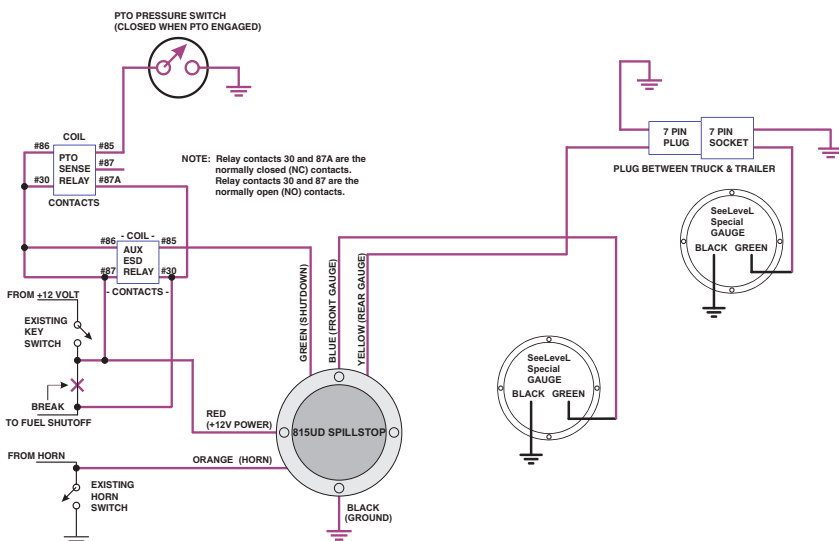 PTO PRESSURE SWITCH
(CLOSED WHEN PTO ENGAGED)
COIL
#86
#85
PTO
SENSE
RELAY
#87
#30
#87A
CONTACTS
NOTE: Relay contacts 30 and 87A are the
normally closed (NC) contacts.
Relay contacts 30 and 87 are the
normally open (NO) contacts.
7 PIN
PLUG
7 PIN
SOCKET
PLUG BETWEEN TRUCK & TRAILER
SeeLeveL
Special
GAUGE
BLACK GREEN
- COIL -
#86
#85
AUX
ESD
RELAY
#87
#30
- CONTACTS -
FROM +12 VOLT
EXISTING
KEY
SWITCH
BREAK
TO FUEL SHUTOFF
GREEN (SHUTDOWN)
BLUE (FRONT GAUGE)
YELLOW (REAR GAUGE)
SeeLeveL
Special
GAUGE
BLACK GREEN
RED
(+12V POWER)
815UD SPILLSTOP
FROM HORN
ORANGE (HORN)
EXISTING
HORN
SWITCH
BLACK
(GROUND)